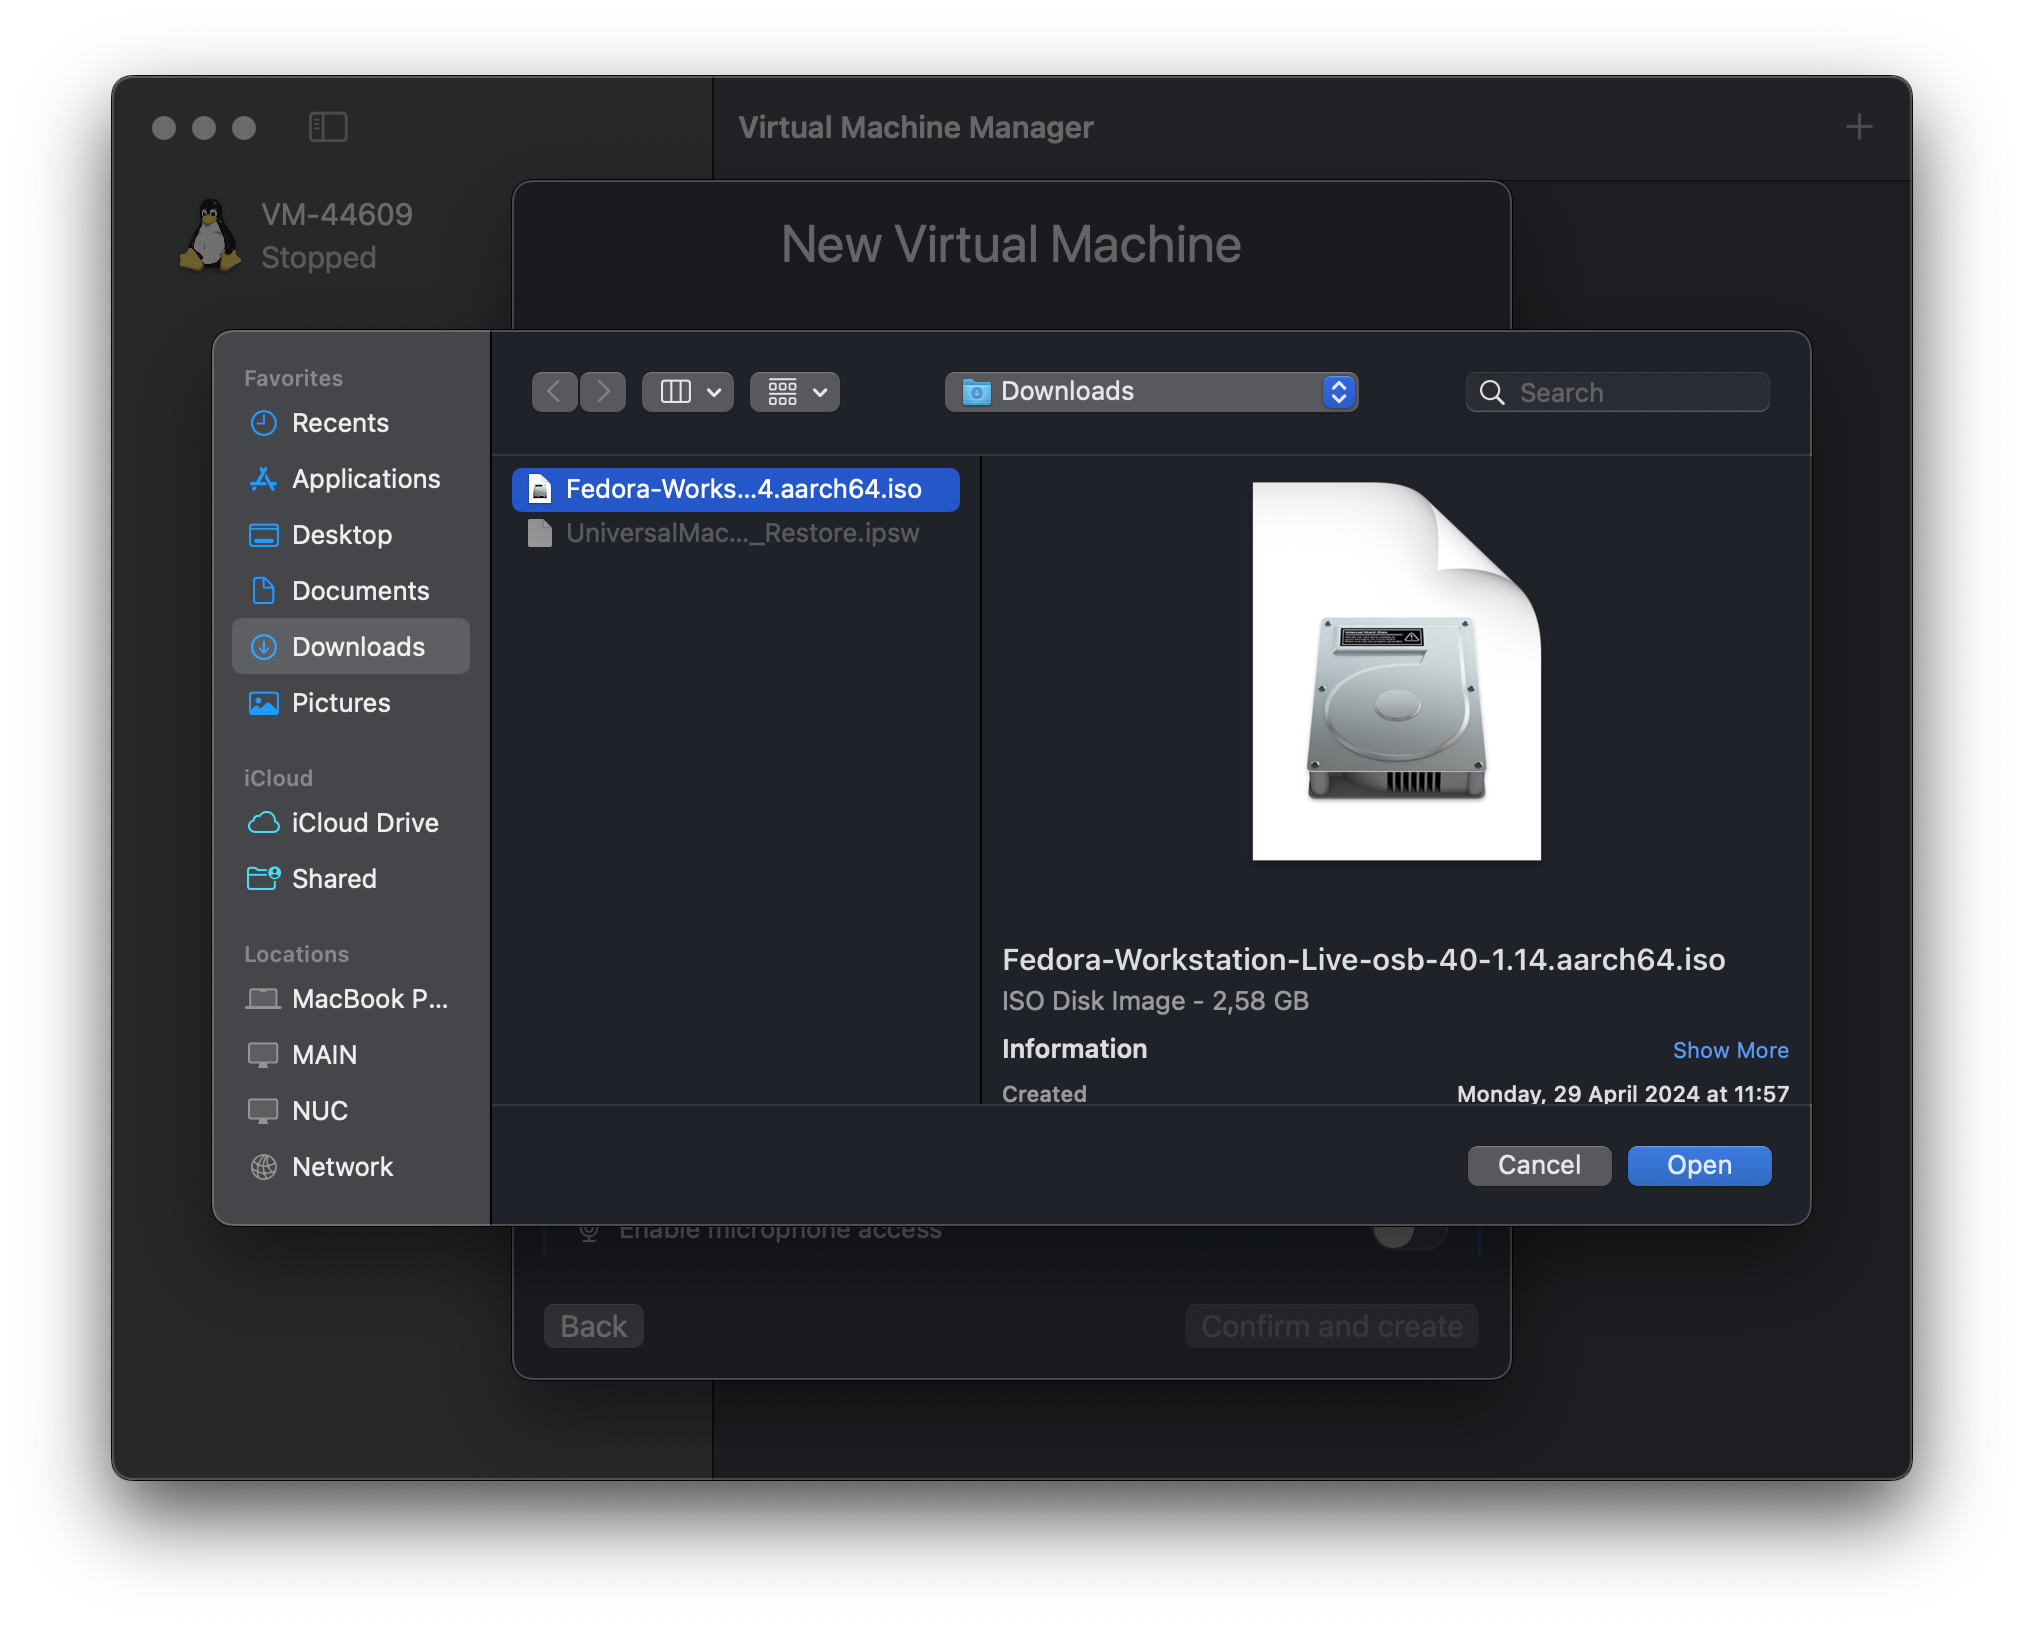 Virtual Machine Manager
VM-44609
Stopped
New Virtual Machine
Favorites
Recents
Applications
Desktop
Documents
Downloads
Pictures
iCloud
iCloud Drive
Shared
Locations
MacBook P...
MAIN
NUC
Network
Downloads
Search
Fedora-Works...4.aarch64.iso
UniversalMac..._Restore.ipsw
Fedora-Workstation-Live-osb-40-1.14.aarch64.iso
ISO Disk Image - 2,58 GB
Information
Show More
Created
Monday, 29 April 2024 at 11:57
Cancel
Open
Enable microphone access
Back
Confirm and create